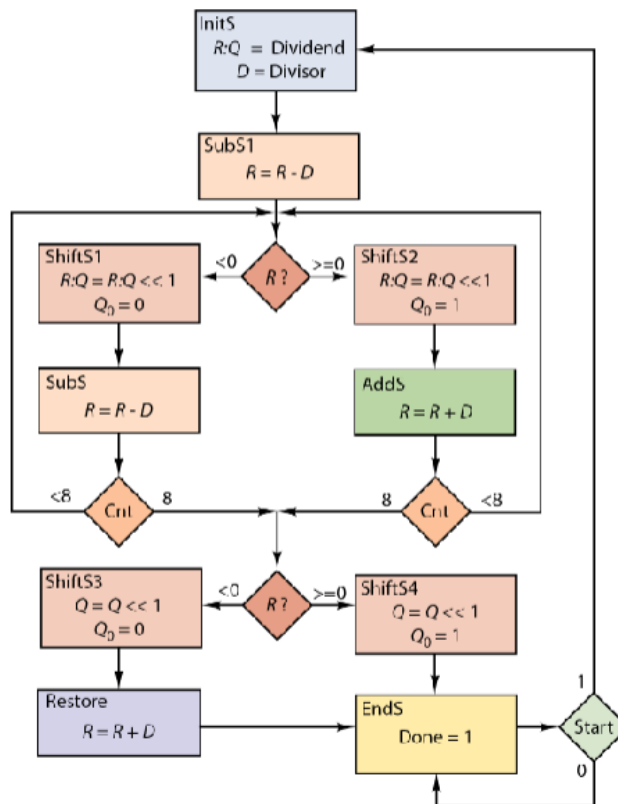 InitS
R:Q = Dividend
D = Divisor
SubS1
R = R - D
ShiftS1
R:Q = R:Q << 1
Q0 = 0
<0
R ?
>=0
ShiftS2
R:Q = R:Q <<1
Q0 = 1
SubS
R = R - D
AddS
R = R + D
<8
Cnt
8
8
Cnt
<8
ShiftS3
Q = Q << 1
Q0 = 0
<0
R ?
>=0
ShiftS4
Q = Q << 1
Q0 = 1
Restore
R = R + D
EndS
Done = 1
1
Start
0